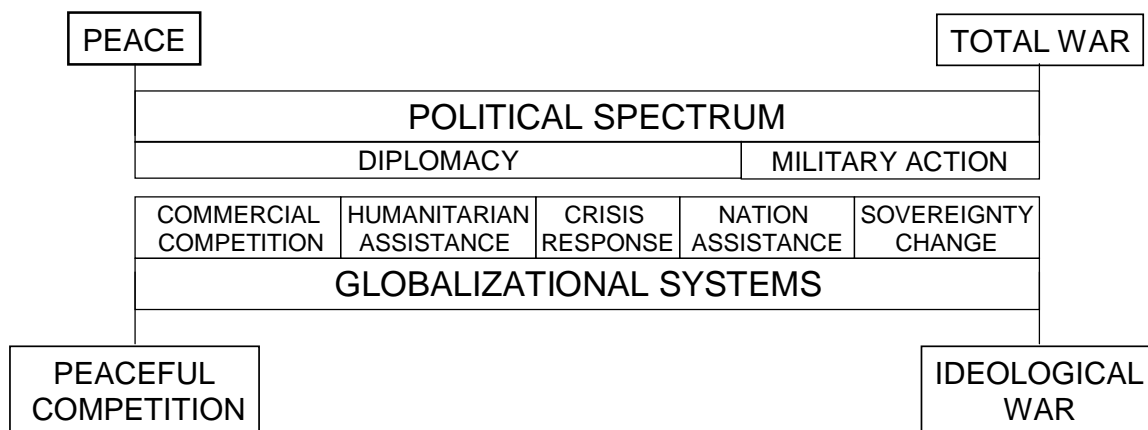 PEACE
TOTAL WAR
POLITICAL SPECTRUM
DIPLOMACY
MILITARY ACTION
COMMERCIAL
COMPETITION
HUMANITARIAN
ASSISTANCE
CRISIS
RESPONSE
NATION
ASSISTANCE
SOVEREIGNTY
CHANGE
GLOBALIZATIONAL SYSTEMS
PEACEFUL
COMPETITION
IDEOLOGICAL
WAR